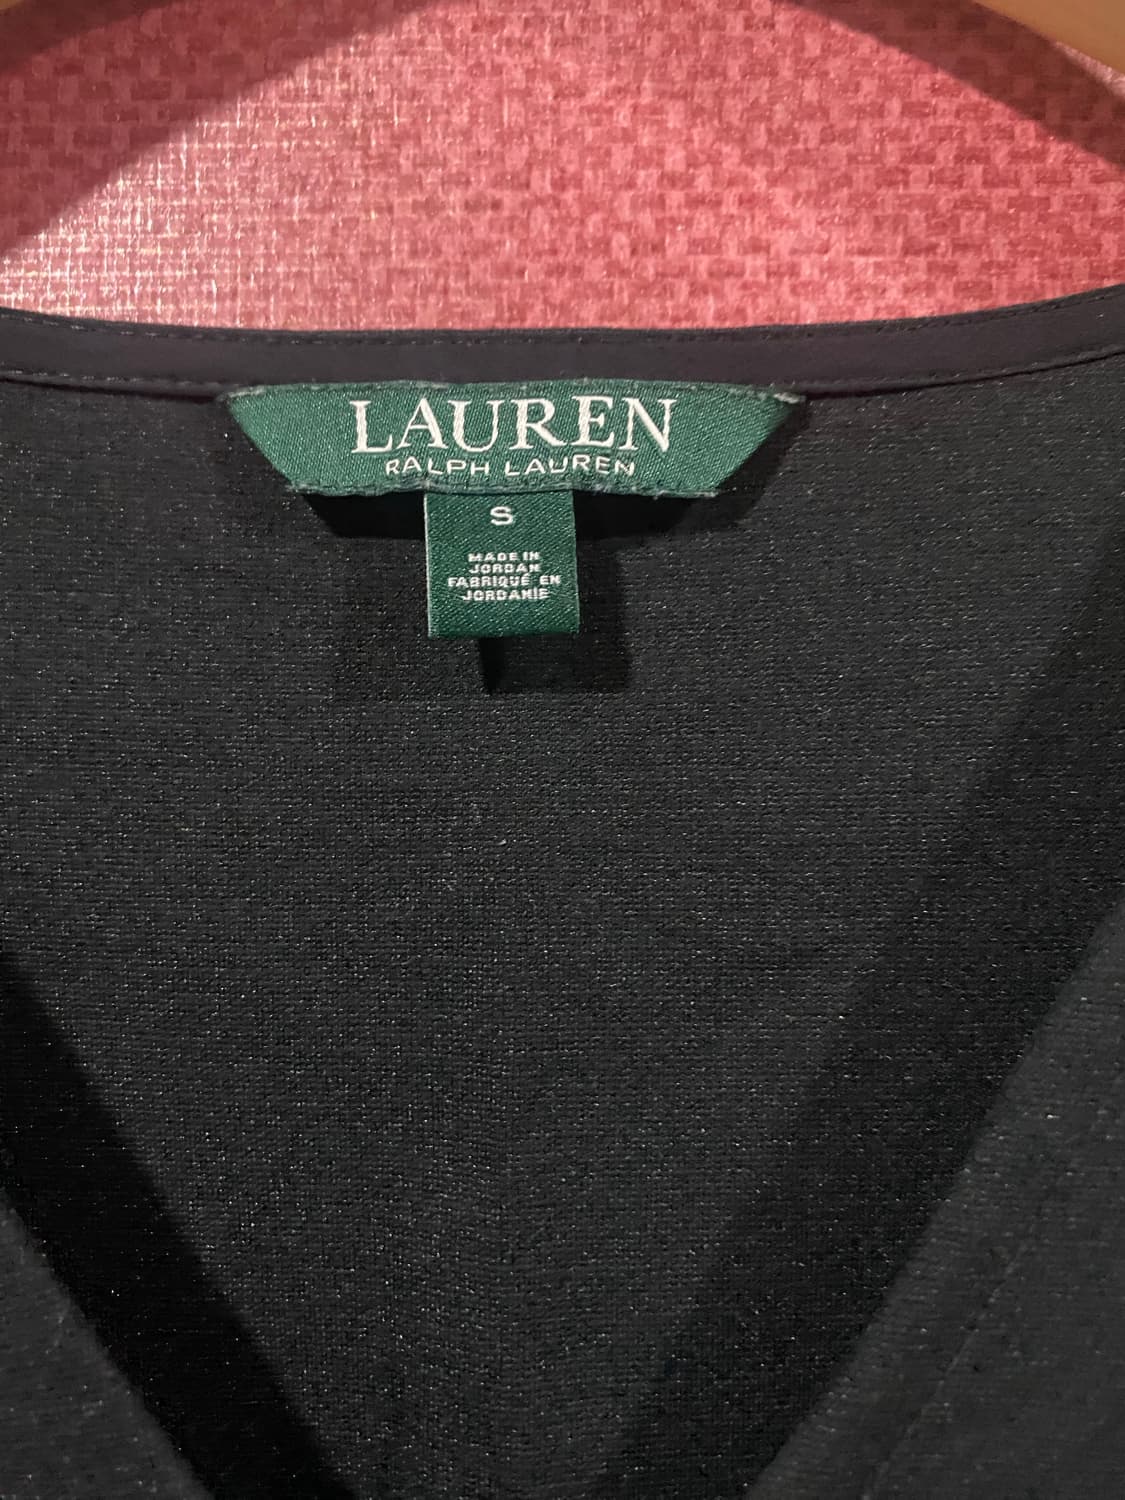 LAUREN
RALPH LAUREN
S
MADE IN
JORDAN
FABRIQUÉ EN
JORDANIE